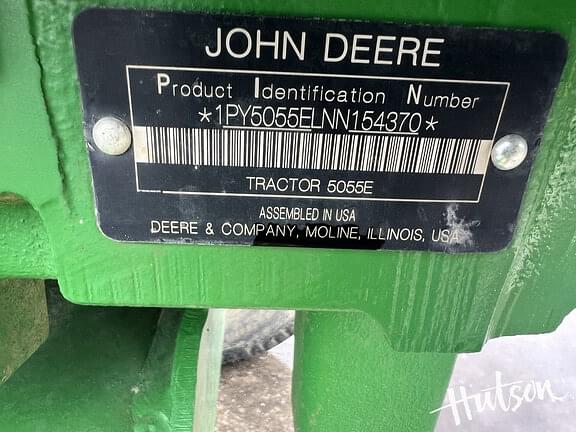 JOHN DEERE
Product Identification Number
*1PY5055ELNN154370*
TRACTOR 5055E
ASSEMBLED IN USA
DEERE & COMPANY, MOLINE, ILLINOIS, USA
Hutson